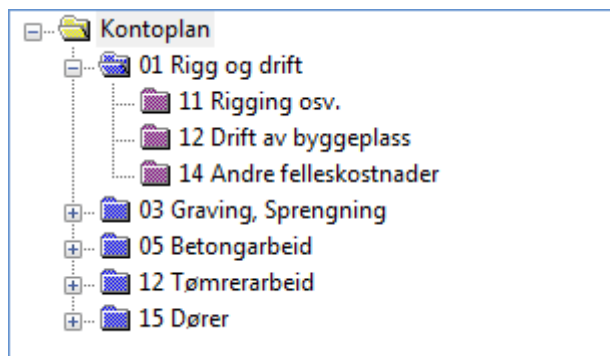 Kontoplan
01 Rigg og drift
11 Rigging osv.
12 Drift av byggeplass
14 Andre felleskostnader
03 Graving, Sprengning
05 Betongarbeid
12 Tømrerarbeid
15 Dører